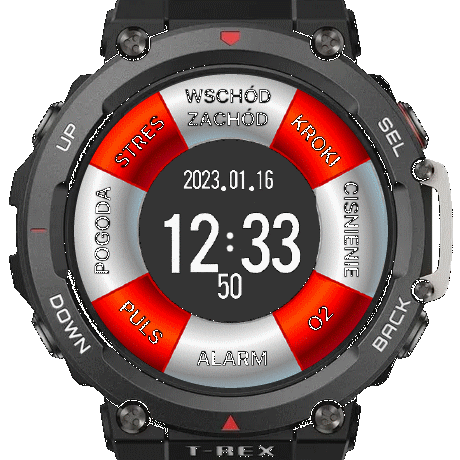 WSCHÓD
ZACHÓD
STRES
KROKI
UP
SEL
2023.01.16
POGODA
CIŚNIENIE
12:33
50
DOWN
BACK
PULS
O2
ALARM
T-REX